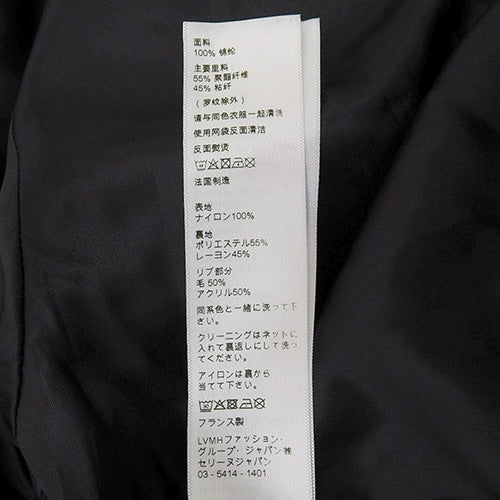 面料
100% 锦纶
主要里料
55% 聚酯纤维
45% 粘纤
( 罗纹除外 )
请与同色衣服一起清洗
使用网袋反面清洁
反面熨烫
法国制造
表地
ナイロン100%
裏地
ポリエステル55%
レーヨン45%
リブ部分
毛 50%
アクリル50%
同系色と一緒に洗って下
さい。
クリーニングはネットに
入れて裏返しにして洗っ
てください。
アイロンは裏から
当てて下さい。
フランス製
LVMHファッション・
グループ・ジャパン㈱
セリーヌジャパン
03 - 5414 - 1401